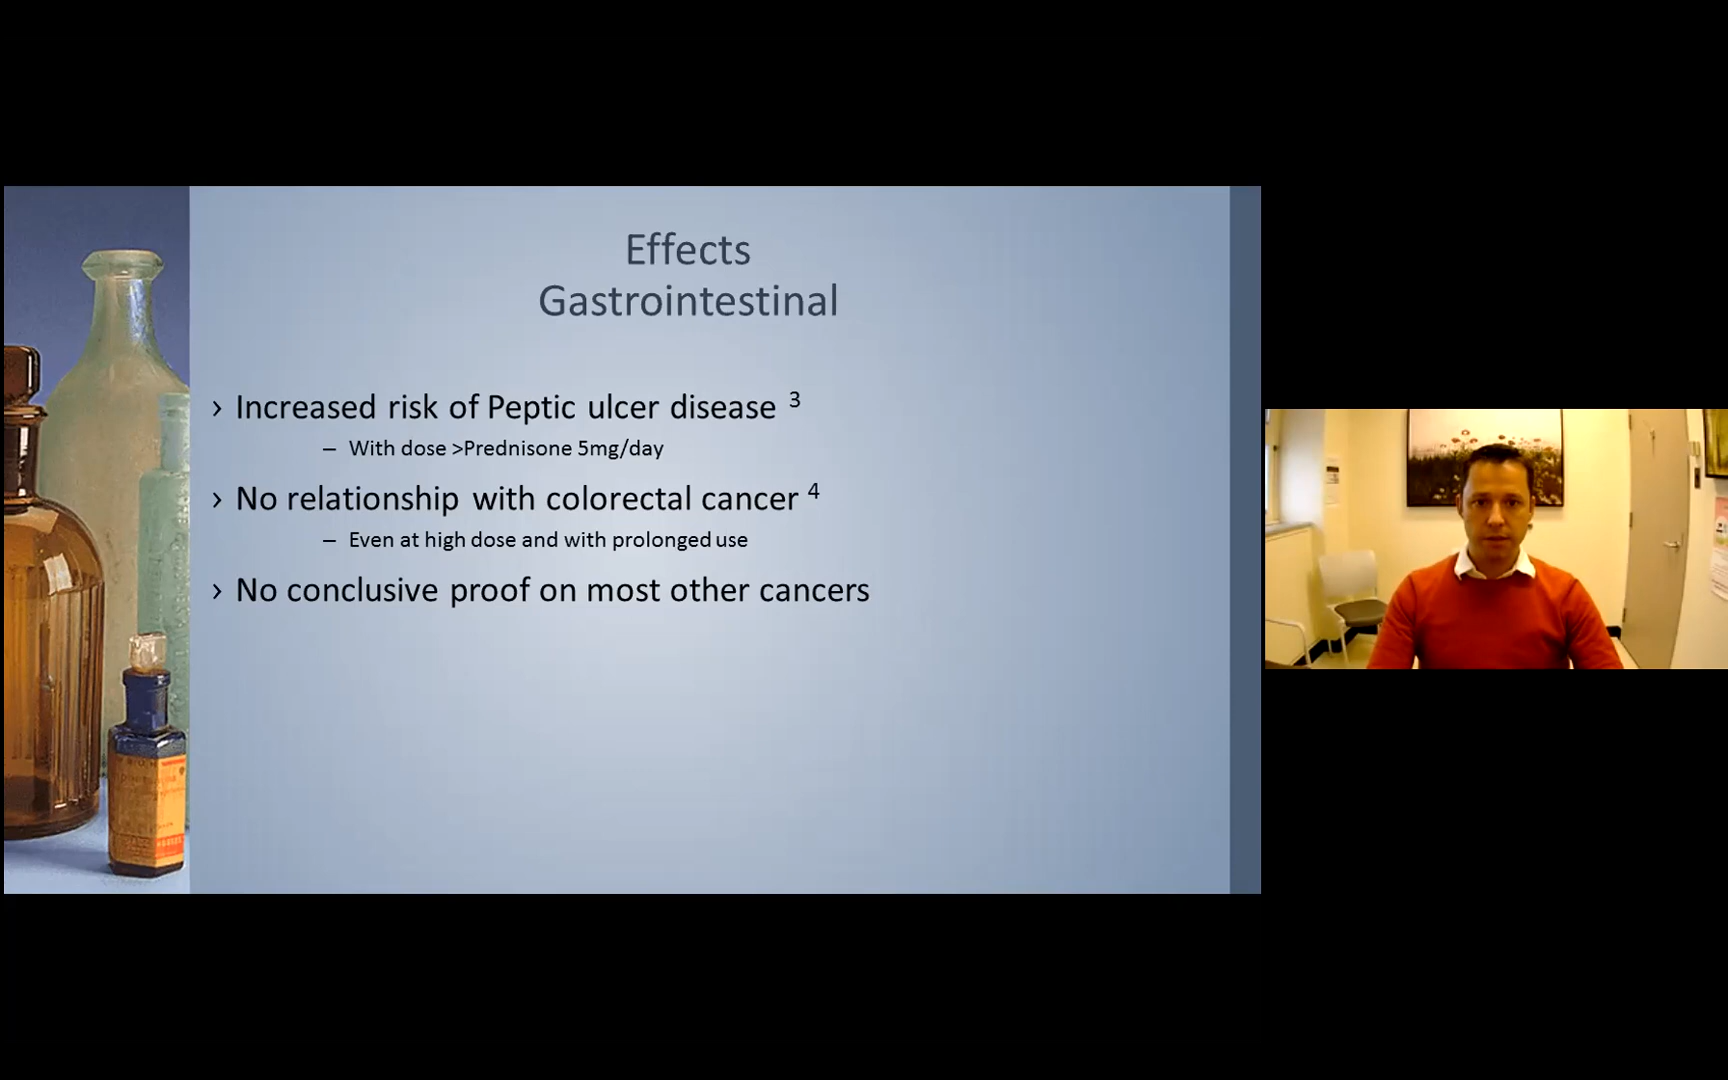 Effects
Gastrointestinal
› Increased risk of Peptic ulcer disease 3
– With dose >Prednisone 5mg/day
› No relationship with colorectal cancer 4
– Even at high dose and with prolonged use
› No conclusive proof on most other cancers